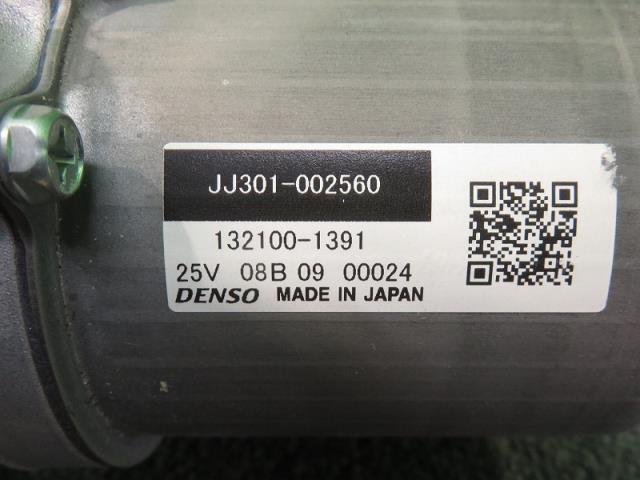 JJ301-002560
132100-1391
25V 08B 09 00024
DENSO MADE IN JAPAN